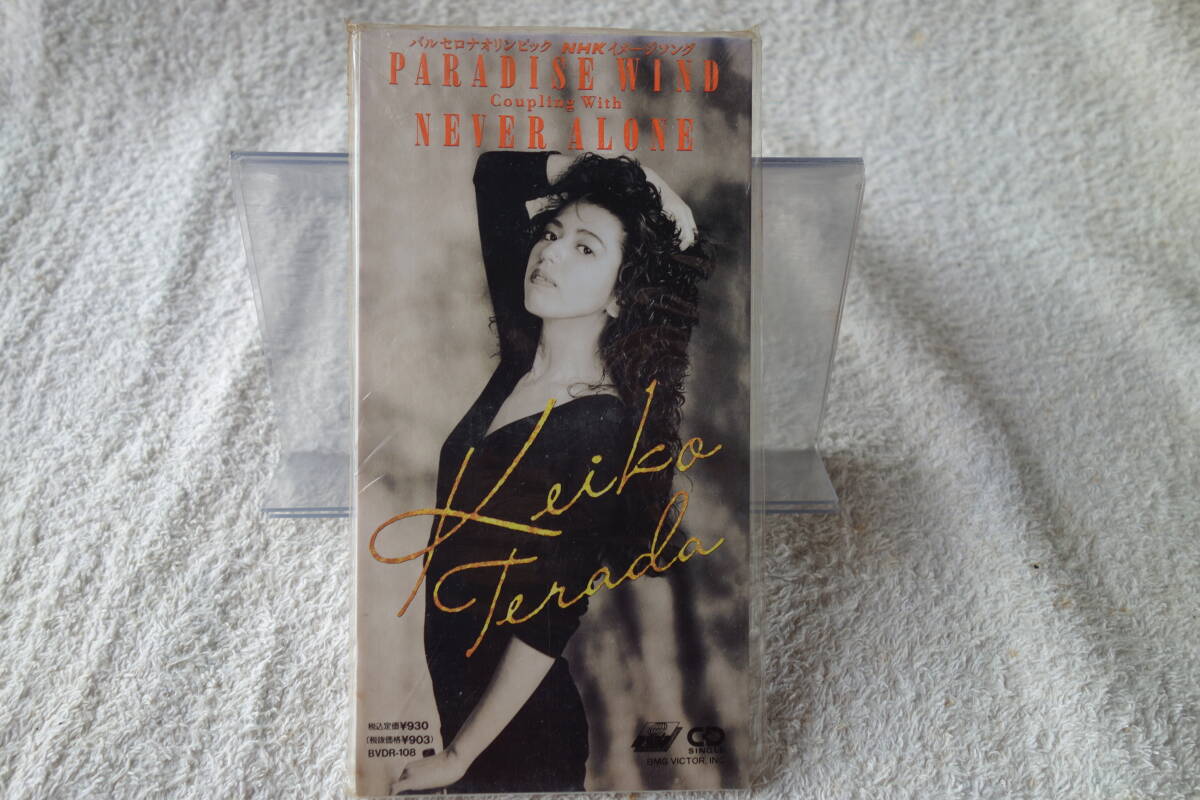 バルセロナオリンピック NHKイメージソング
PARADISE WIND
Coupling With
NEVER ALONE
Keiko
Terada
税込定価¥930
(税抜価格¥903)
BVDR-108
CD
SINGLE
BMG VICTOR, INC.